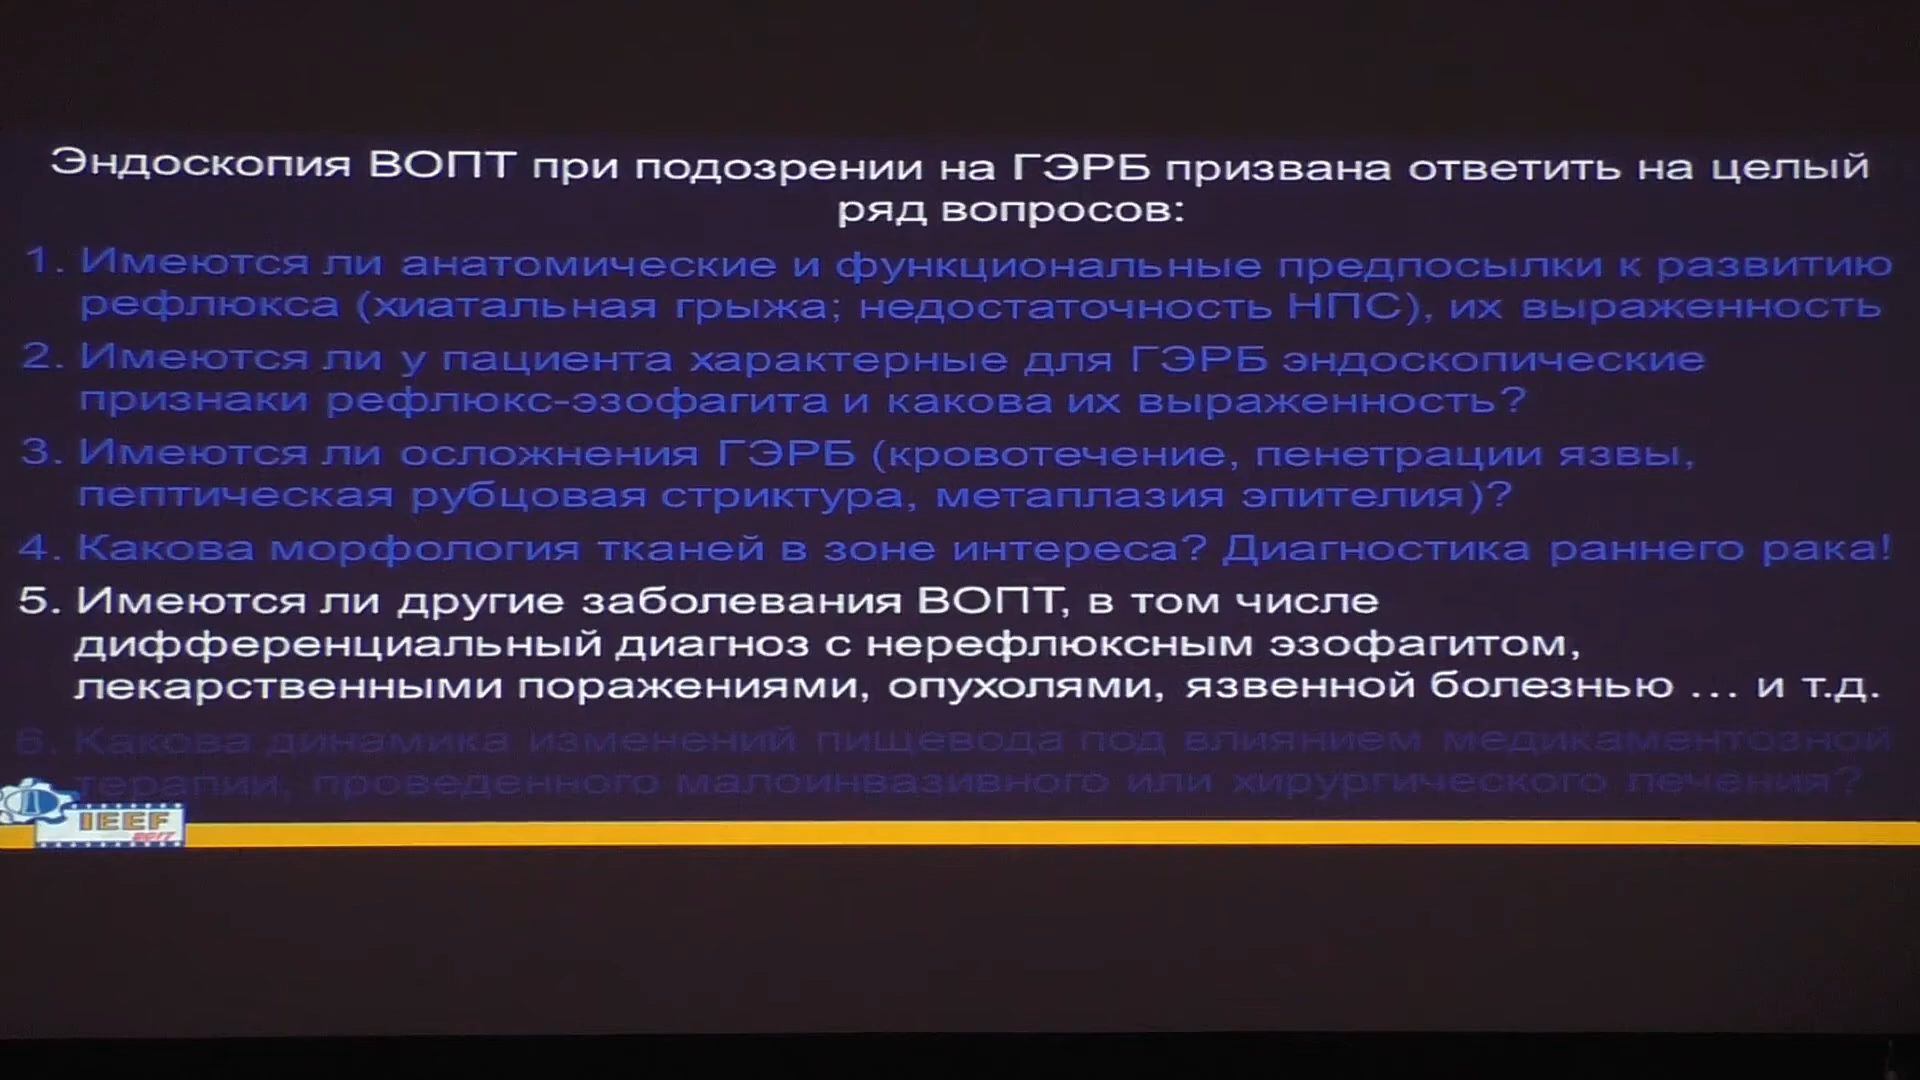 Эндоскопия ВОПТ при подозрении на ГЭРБ призвана ответить на целый
ряд вопросов:
1. Имеются ли анатомические и функциональные предпосылки к развитию
рефлюкса (хиатальная грыжа; недостаточность НПС), их выраженность
2. Имеются ли у пациента характерные для ГЭРБ эндоскопические
признаки рефлюкс-эзофагита и какова их выраженность?
3. Имеются ли осложнения ГЭРБ (кровотечение, пенетрации язвы,
пептическая рубцовая стриктура, метаплазия эпителия)?
4. Какова морфология тканей в зоне интереса? Диагностика раннего рака!
5. Имеются ли другие заболевания ВОПТ, в том числе
дифференциальный диагноз с нерефлюксным эзофагитом,
лекарственными поражениями, опухолями, язвенной болезнью ... и т.д.
6. Какова динамика изменений пищевода под влиянием медикаментозной
терапии, проведенного малоинвазивного или хирургического лечения?
IEEF
2017